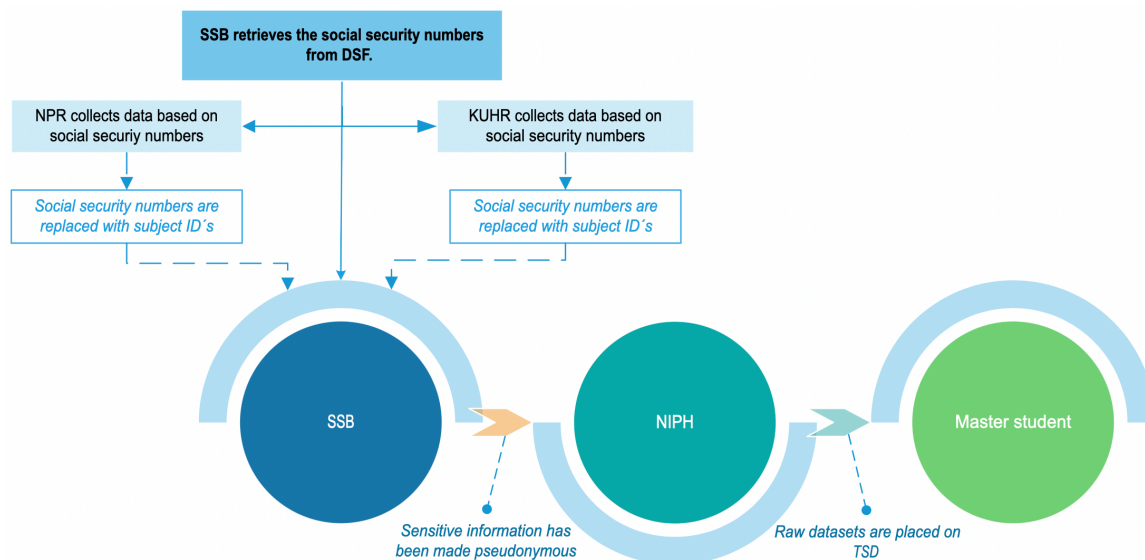 SSB retrieves the social security numbers
from DSF.
NPR collects data based on
social securiy numbers
KUHR collects data based on
social security numbers
Social security numbers are
replaced with subject ID´s
Social security numbers are
replaced with subject ID´s
SSB
NIPH
Master student
Sensitive information has
been made pseudonymous
Raw datasets are placed on
TSD